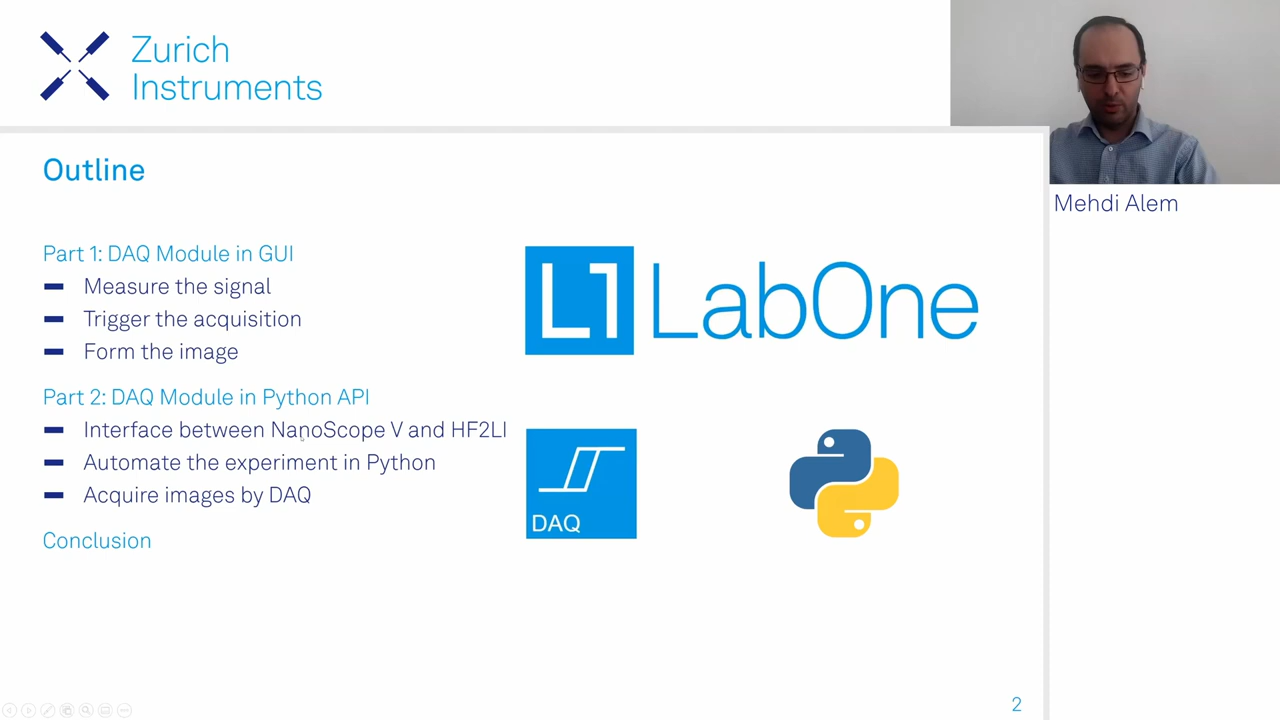 Zurich
Instruments
Mehdi Alem
Outline
Part 1: DAQ Module in GUI
Measure the signal
Trigger the acquisition
Form the image
Part 2: DAQ Module in Python API
Interface between NanoScope V and HF2LI
Automate the experiment in Python
Acquire images by DAQ
Conclusion
L1 LabOne
DAQ
2